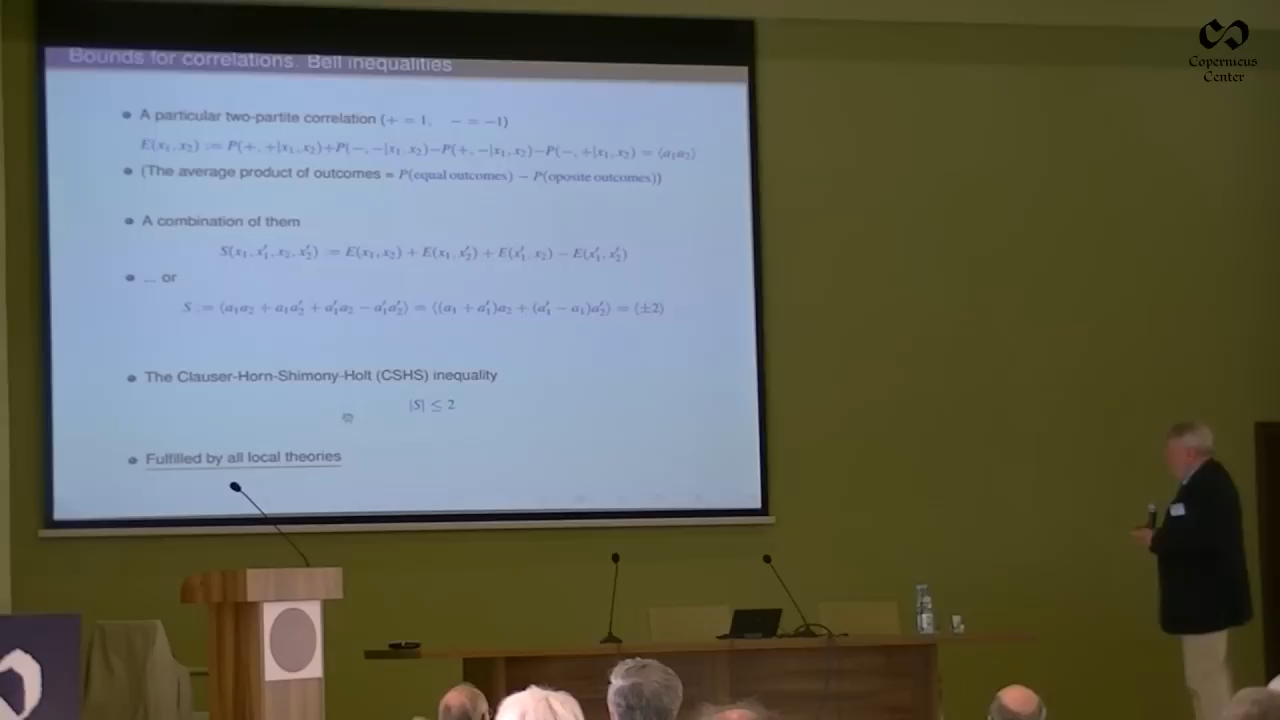 Copernicus
Center
Bounds for correlations. Bell inequalities
A particular two-partite correlation (+ = 1, − = −1)
E(x₁, x₂) := P(+, +|x₁, x₂)+P(−, −|x₁, x₂)−P(+, −|x₁, x₂)−P(−, +|x₁, x₂) = ⟨a₁a₂⟩
(The average product of outcomes = P(equal outcomes) − P(oposite outcomes))
A combination of them
S(x₁, x′₁, x₂, x′₂) := E(x₁, x₂) + E(x₁, x′₂) + E(x′₁, x₂) − E(x′₁, x′₂)
... or
S := ⟨a₁a₂ + a₁a′₂ + a′₁a₂ − a′₁a′₂⟩ = ⟨(a₁ + a′₁)a₂ + (a′₁ − a₁)a′₂⟩ = ⟨±2⟩
The Clauser-Horn-Shimony-Holt (CSHS) inequality
|S| ≤ 2
Fulfilled by all local theories